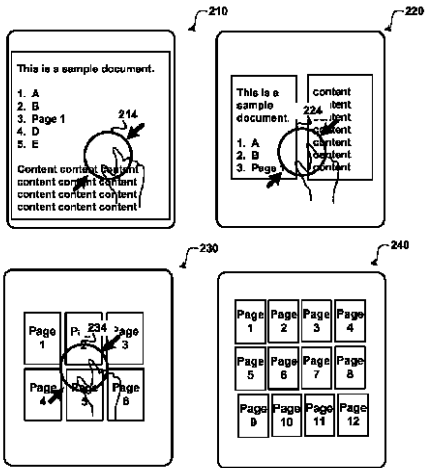 210
This is a sample document.
1. A
2. B
3. Page 1
4. D
5. E
214
Content content content
content content content
content content content
content content content
220
This is a
sample
document.
1. A
2. B
3. Page
224
content
content
content
content
content
content
content
230
Page
1
Page
3
234
Page
4
Page
5
Page
6
240
Page
1
Page
2
Page
3
Page
4
Page
5
Page
6
Page
7
Page
8
Page
9
Page
10
Page
11
Page
12